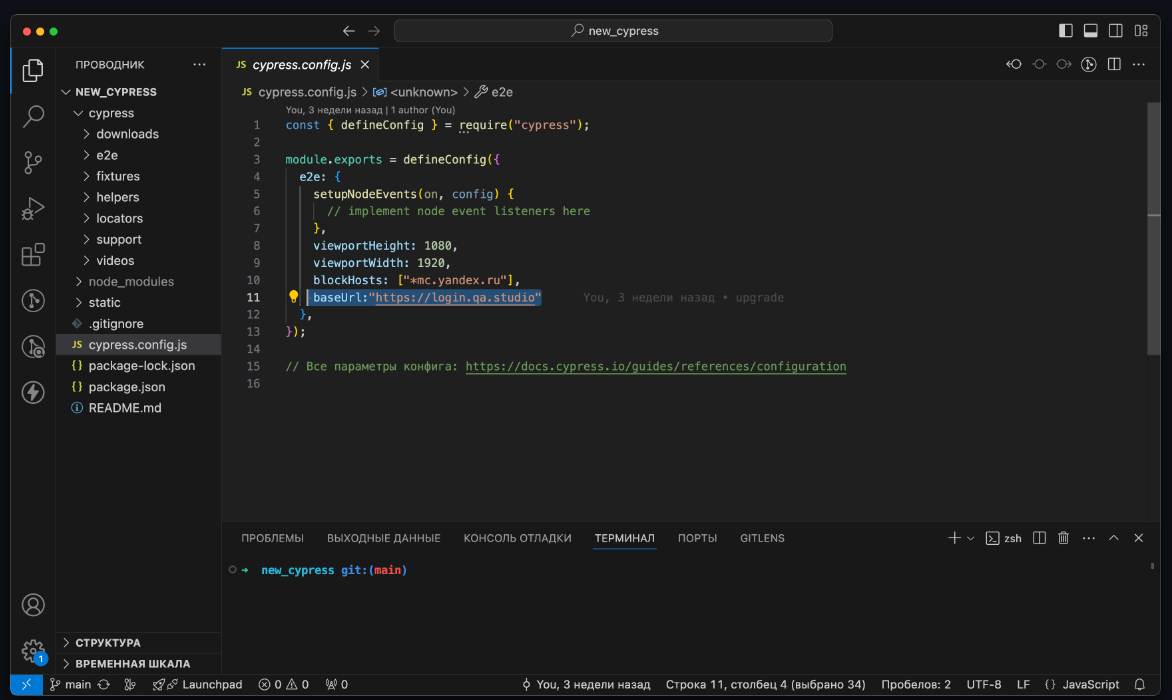 new_cypress
ПРОВОДНИК
NEW_CYPRESS
cypress
downloads
e2e
fixtures
helpers
locators
support
videos
node_modules
static
.gitignore
JS cypress.config.js
{} package-lock.json
{} package.json
README.md
СТРУКТУРА
ВРЕМЕННАЯ ШКАЛА
JS cypress.config.js
JS cypress.config.js > <unknown> > e2e
You, 3 недели назад | 1 author (You)
1 const { defineConfig } = require("cypress");
2
3 module.exports = defineConfig({
4 e2e: {
5 setupNodeEvents(on, config) {
6 // implement node event listeners here
7 },
8 viewportHeight: 1080,
9 viewportWidth: 1920,
10 blockHosts: ["*mc.yandex.ru"],
11 baseUrl:"https://login.qa.studio" You, 3 недели назад • upgrade
12 },
13 });
14
15 // Все параметры конфига: https://docs.cypress.io/guides/references/configuration
16
ПРОБЛЕМЫ ВЫХОДНЫЕ ДАННЫЕ КОНСОЛЬ ОТЛАДКИ ТЕРМИНАЛ ПОРТЫ GITLENS zsh
→ new_cypress git:(main)
1
main Launchpad 0 0 0 You, 3 недели назад Строка 11, столбец 4 (выбрано 34) Пробелов: 2 UTF-8 LF {} JavaScript